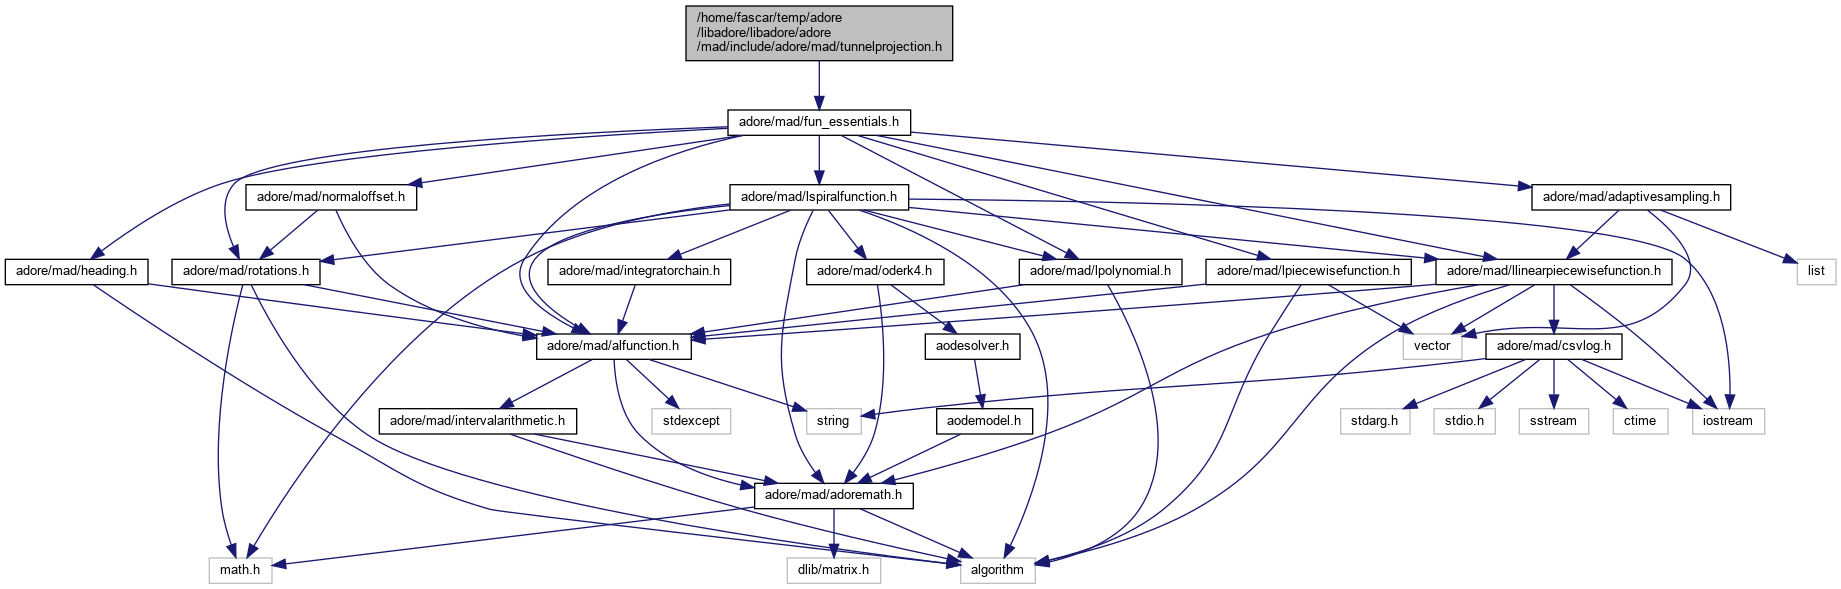 /home/fascar/temp/adore
/libadore/libadore/adore
/mad/include/adore/mad/tunnelprojection.h
adore/mad/fun_essentials.h
adore/mad/normaloffset.h
adore/mad/lspiralfunction.h
adore/mad/adaptivesampling.h
adore/mad/heading.h
adore/mad/rotations.h
adore/mad/integratorchain.h
adore/mad/oderk4.h
adore/mad/lpolynomial.h
adore/mad/lpiecewisefunction.h
adore/mad/llinearpiecewisefunction.h
list
adore/mad/alfunction.h
aodesolver.h
vector
adore/mad/csvlog.h
adore/mad/intervalarithmetic.h
stdexcept
string
aodemodel.h
stdarg.h
stdio.h
sstream
ctime
iostream
adore/mad/adoremath.h
math.h
dlib/matrix.h
algorithm